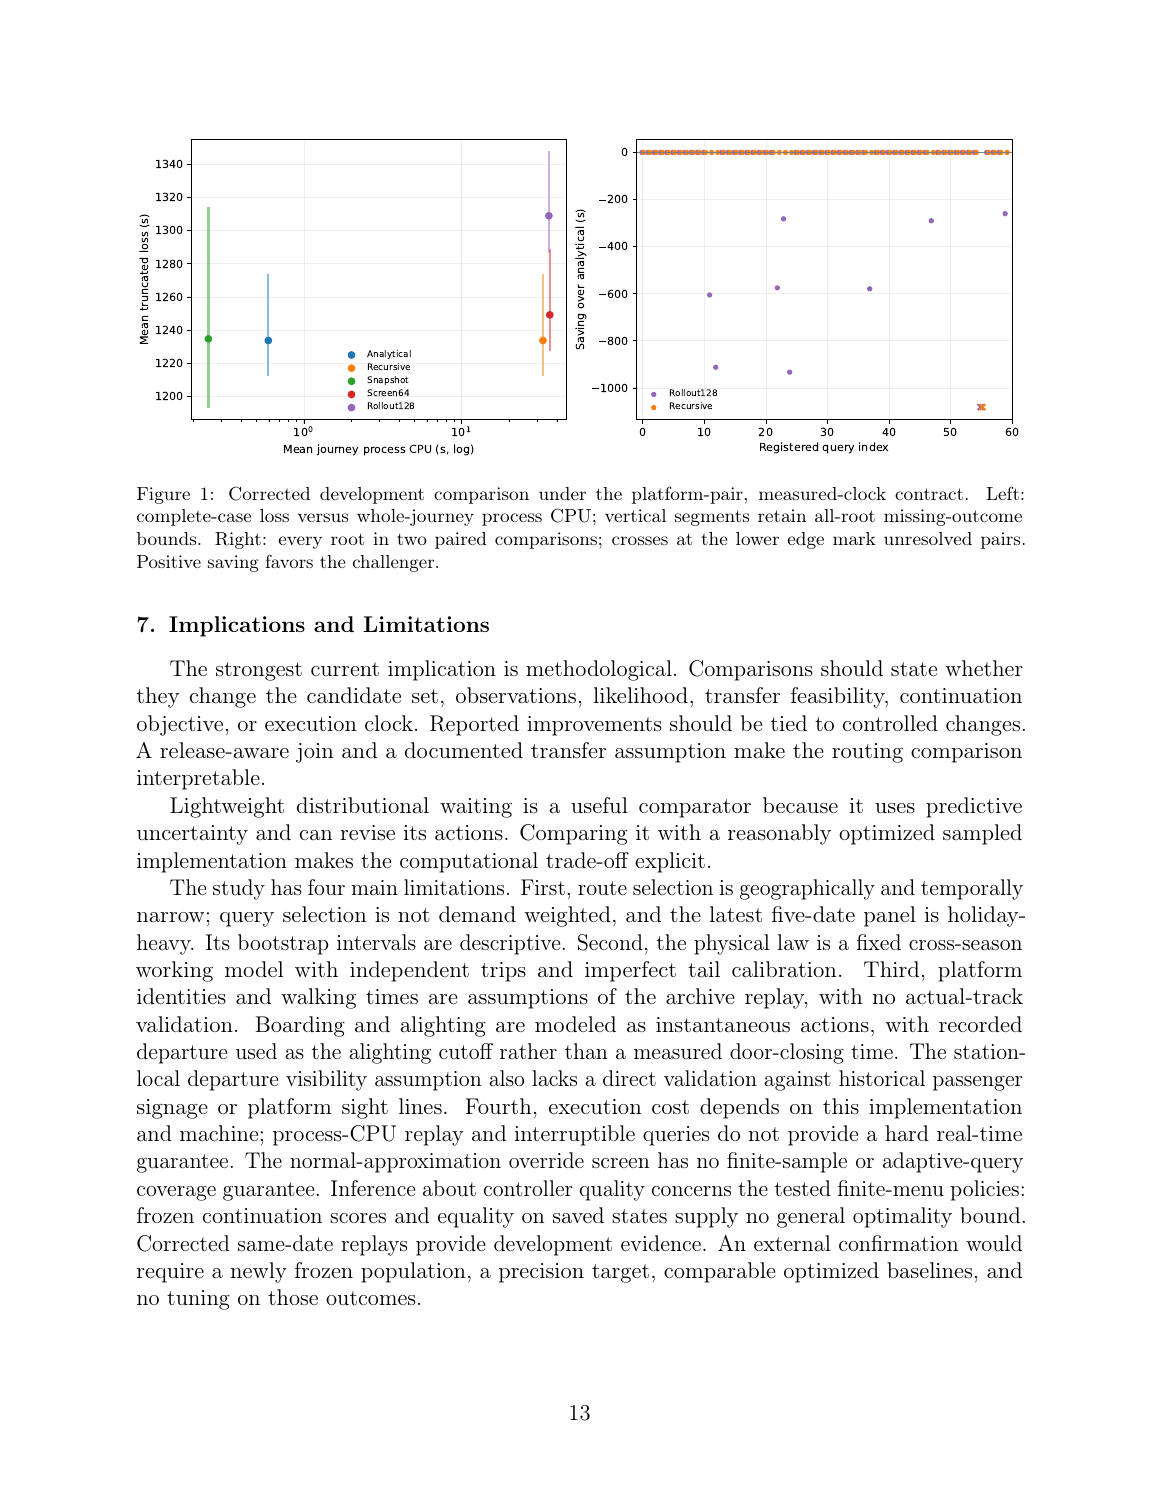 1340
1320
1300
1280
1260
1240
1220
1200
Mean truncated loss (s)
Analytical
Recursive
Snapshot
Screen64
Rollout128
10⁰
10¹
Mean journey process CPU (s, log)
0
−200
−400
−600
−800
−1000
Saving over analytical (s)
Rollout128
Recursive
0 10 20 30 40 50 60
Registered query index
Figure 1: Corrected development comparison under the platform-pair, measured-clock contract. Left:
complete-case loss versus whole-journey process CPU; vertical segments retain all-root missing-outcome
bounds. Right: every root in two paired comparisons; crosses at the lower edge mark unresolved pairs.
Positive saving favors the challenger.
7. Implications and Limitations
The strongest current implication is methodological. Comparisons should state whether
they change the candidate set, observations, likelihood, transfer feasibility, continuation
objective, or execution clock. Reported improvements should be tied to controlled changes.
A release-aware join and a documented transfer assumption make the routing comparison
interpretable.
Lightweight distributional waiting is a useful comparator because it uses predictive
uncertainty and can revise its actions. Comparing it with a reasonably optimized sampled
implementation makes the computational trade-off explicit.
The study has four main limitations. First, route selection is geographically and temporally
narrow; query selection is not demand weighted, and the latest five-date panel is holiday-
heavy. Its bootstrap intervals are descriptive. Second, the physical law is a fixed cross-season
working model with independent trips and imperfect tail calibration. Third, platform
identities and walking times are assumptions of the archive replay, with no actual-track
validation. Boarding and alighting are modeled as instantaneous actions, with recorded
departure used as the alighting cutoff rather than a measured door-closing time. The station-
local departure visibility assumption also lacks a direct validation against historical passenger
signage or platform sight lines. Fourth, execution cost depends on this implementation
and machine; process-CPU replay and interruptible queries do not provide a hard real-time
guarantee. The normal-approximation override screen has no finite-sample or adaptive-query
coverage guarantee. Inference about controller quality concerns the tested finite-menu policies:
frozen continuation scores and equality on saved states supply no general optimality bound.
Corrected same-date replays provide development evidence. An external confirmation would
require a newly frozen population, a precision target, comparable optimized baselines, and
no tuning on those outcomes.
13